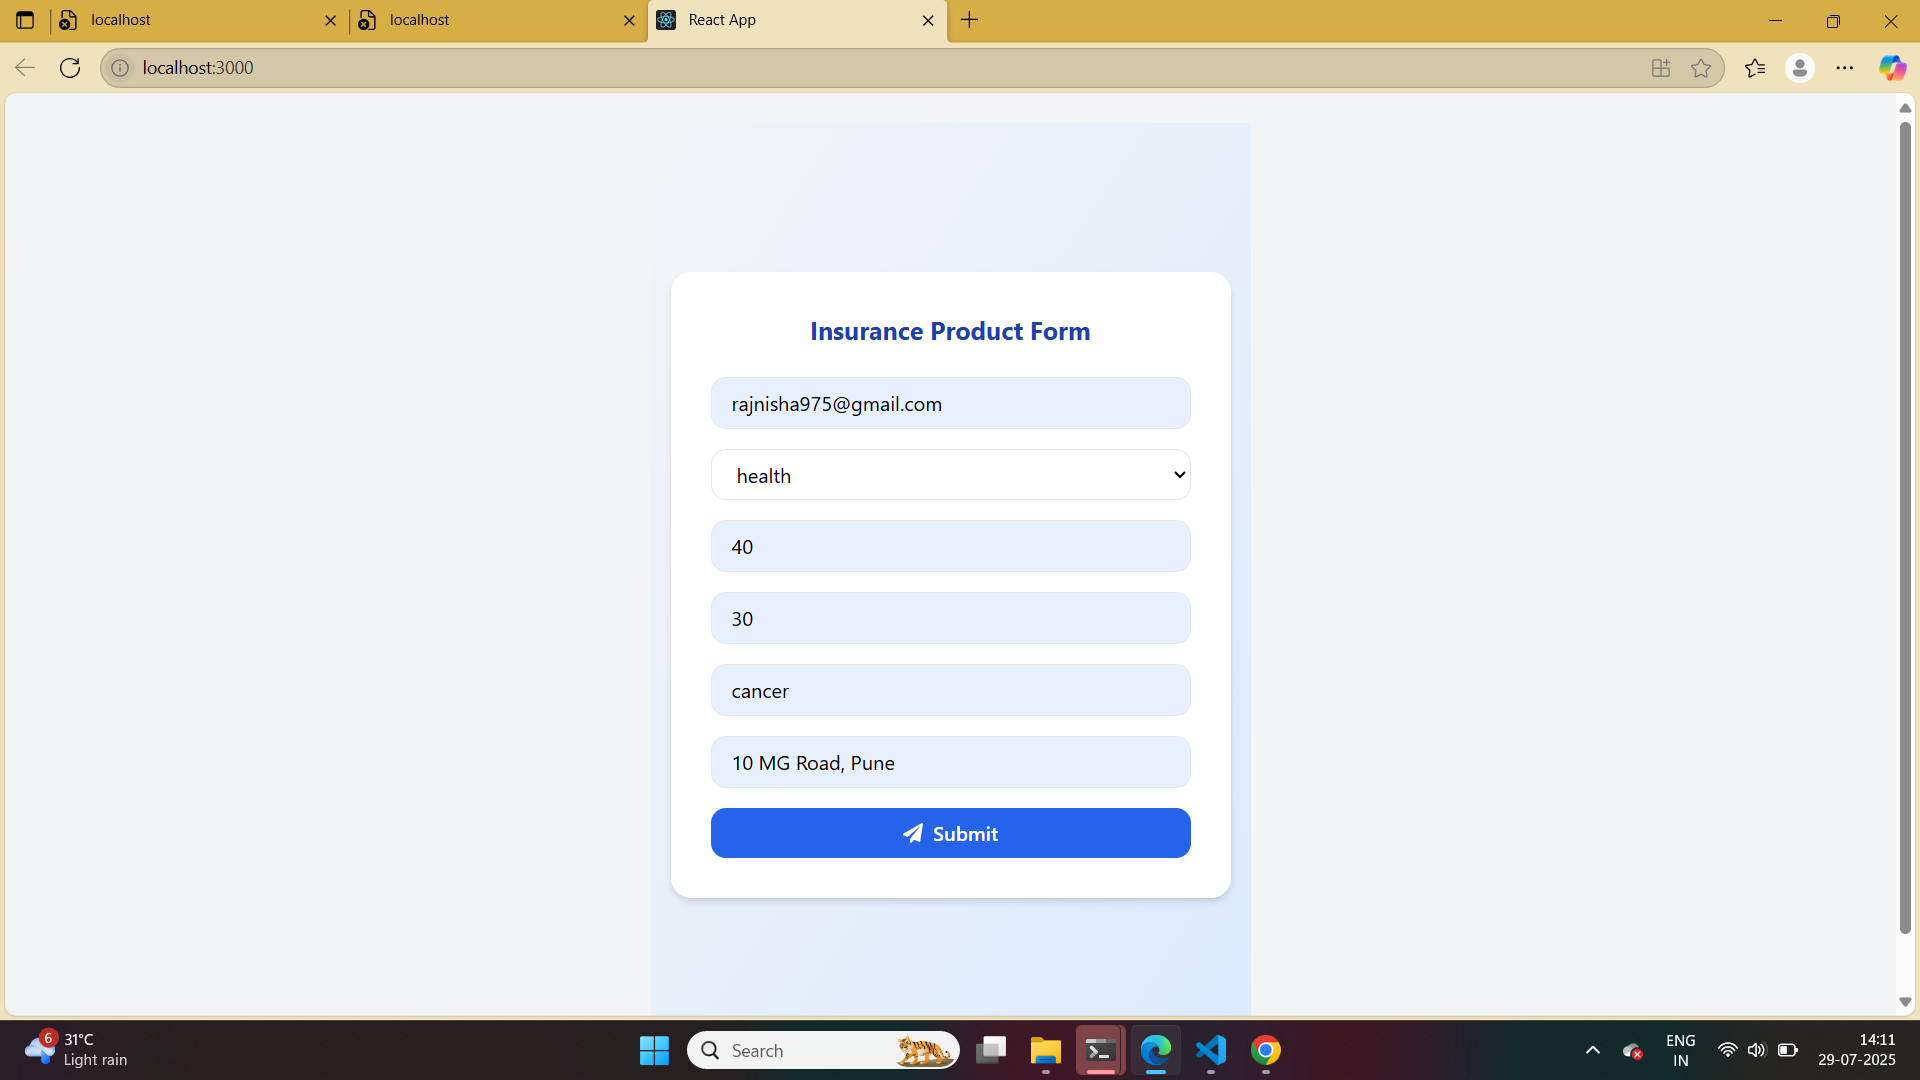 localhost
localhost
React App
localhost:3000
Insurance Product Form
rajnisha975@gmail.com
health
40
30
cancer
10 MG Road, Pune
Submit
6
31°C
Light rain
Search
ENG
IN
14:11
29-07-2025